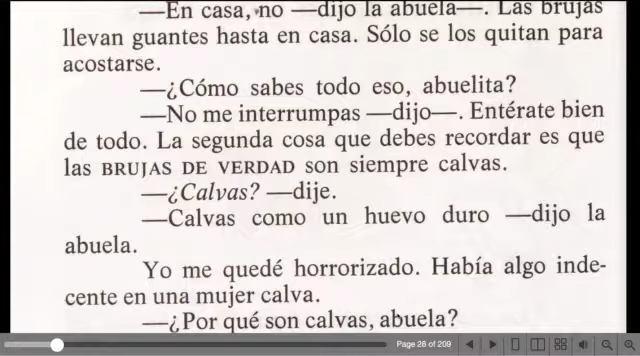 —En casa, no —dijo la abuela—. Las brujas
llevan guantes hasta en casa. Sólo se los quitan para
acostarse.
—¿Cómo sabes todo eso, abuelita?
—No me interrumpas —dijo—. Entérate bien
de todo. La segunda cosa que debes recordar es que
las BRUJAS DE VERDAD son siempre calvas.
—¿Calvas? —dije.
—Calvas como un huevo duro —dijo la
abuela.
Yo me quedé horrorizado. Había algo inde-
cente en una mujer calva.
—¿Por qué son calvas, abuela?
Page 28 of 209